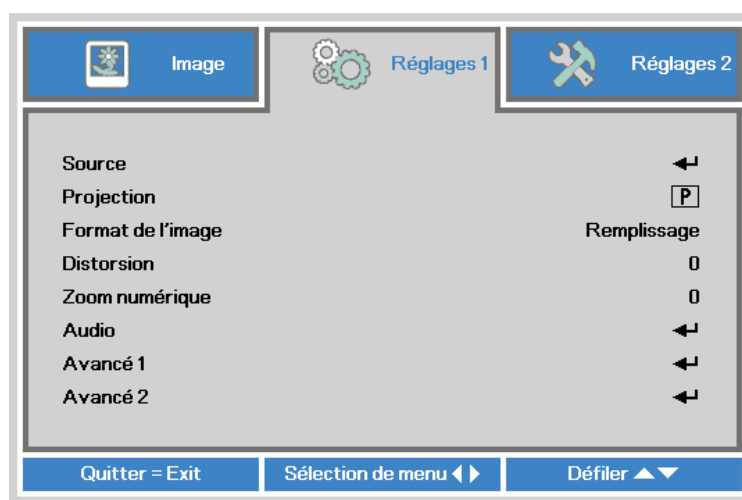 Image
Réglages 1
Réglages 2
Source
Projection P
Format de l'image Remplissage
Distorsion 0
Zoom numérique 0
Audio
Avancé 1
Avancé 2
Quitter = Exit
Sélection de menu
Défiler